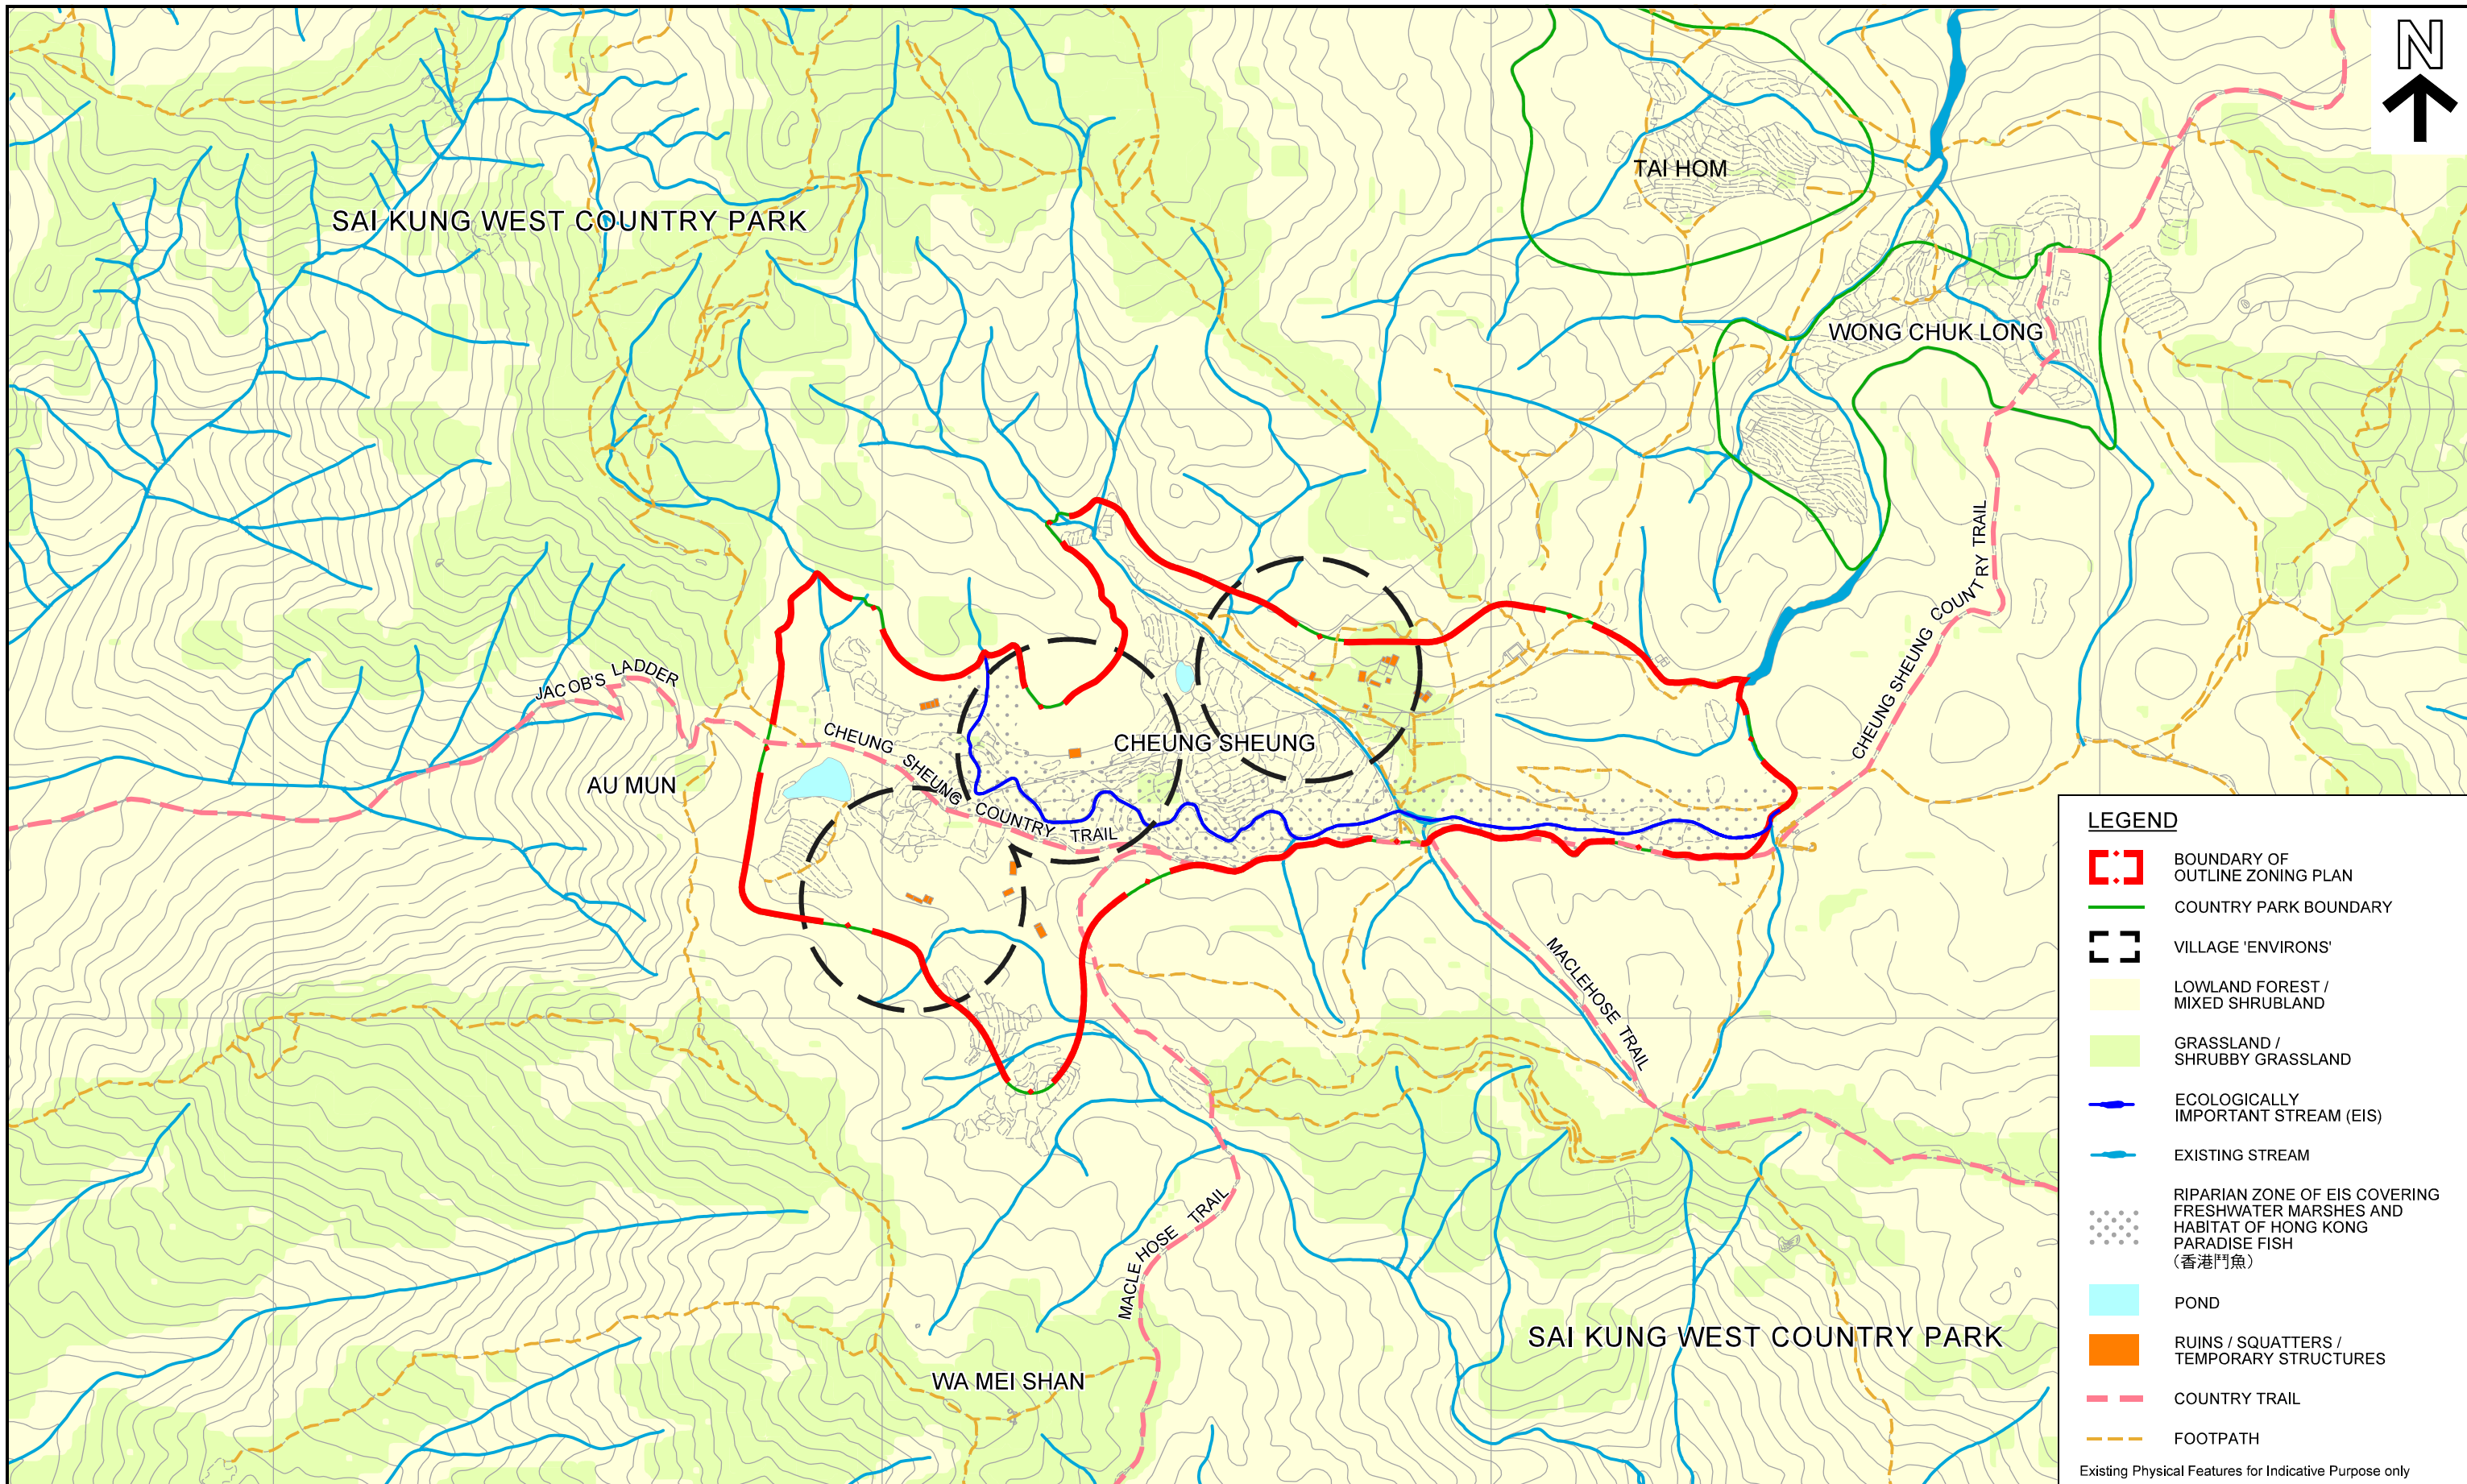 N
TAI HOM
SAI KUNG WEST COUNTRY PARK
WONG CHUK LONG
CHEUNG SHEUNG COUNTRY TRAIL
JACOB'S LADDER
CHEUNG SHEUNG COUNTRY TRAIL
CHEUNG SHEUNG
AU MUN
MACLEHOSE TRAIL
MACLEHOSE TRAIL
SAI KUNG WEST COUNTRY PARK
WA MEI SHAN
LEGEND
BOUNDARY OF
OUTLINE ZONING PLAN
COUNTRY PARK BOUNDARY
VILLAGE 'ENVIRONS'
LOWLAND FOREST /
MIXED SHRUBLAND
GRASSLAND /
SHRUBBY GRASSLAND
ECOLOGICALLY
IMPORTANT STREAM (EIS)
EXISTING STREAM
RIPARIAN ZONE OF EIS COVERING
FRESHWATER MARSHES AND
HABITAT OF HONG KONG
PARADISE FISH
(香港鬥魚)
POND
RUINS / SQUATTERS /
TEMPORARY STRUCTURES
COUNTRY TRAIL
FOOTPATH
Existing Physical Features for Indicative Purpose only